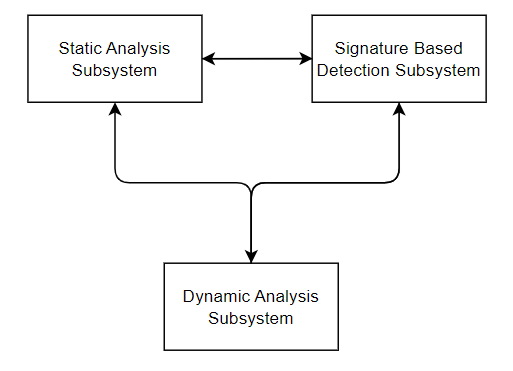 Static Analysis
Subsystem
Signature Based
Detection Subsystem
Dynamic Analysis
Subsystem